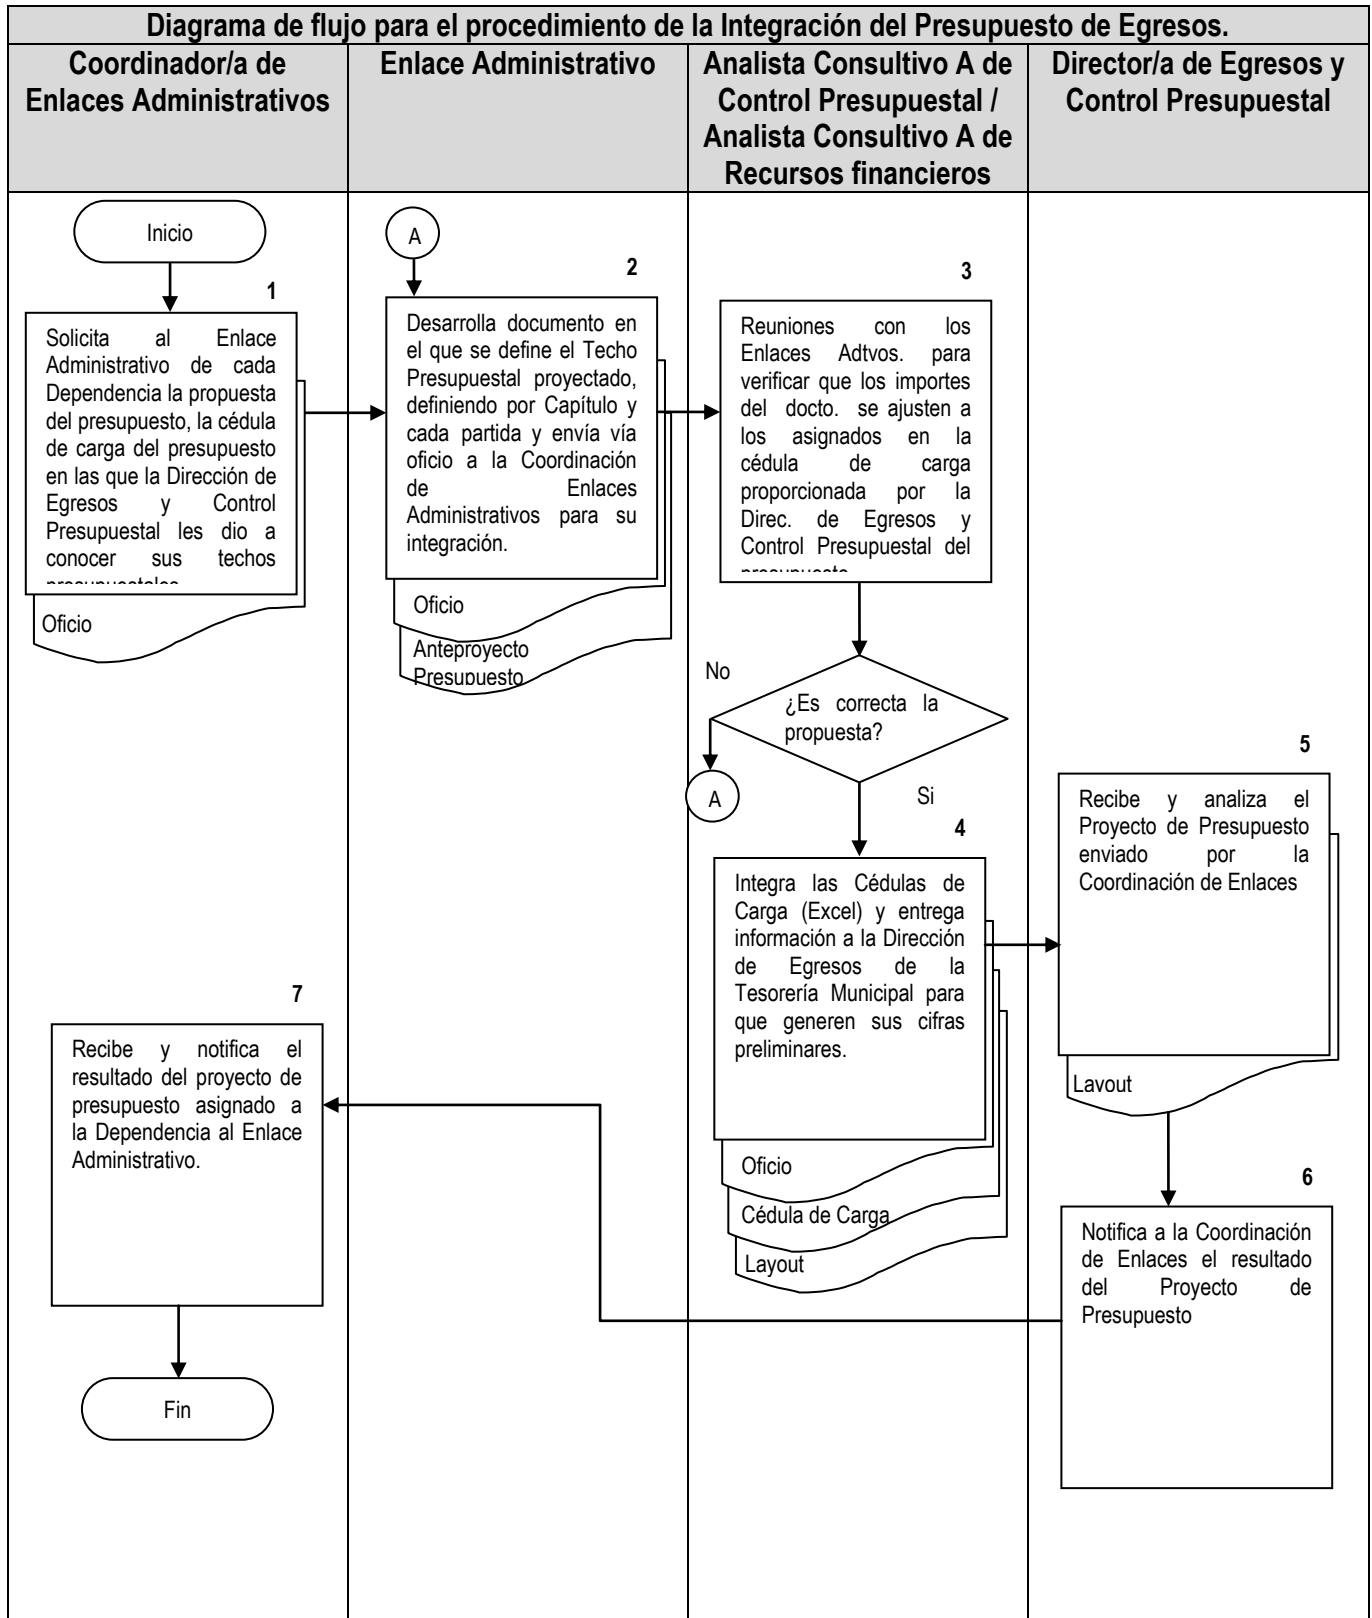 Diagrama de flujo para el procedimiento de la Integración del Presupuesto de Egresos.
Coordinador/a de
Enlaces Administrativos
Enlace Administrativo
Analista Consultivo A de
Control Presupuestal /
Analista Consultivo A de
Recursos financieros
Director/a de Egresos y
Control Presupuestal
Inicio
1
Solicita al Enlace
Administrativo de cada
Dependencia la propuesta
del presupuesto, la cédula
de carga del presupuesto
en las que la Dirección de
Egresos y Control
Presupuestal les dio a
conocer sus techos
presupuestales
Oficio
A
2
Desarrolla documento en
el que se define el Techo
Presupuestal proyectado,
definiendo por Capítulo y
cada partida y envía vía
oficio a la Coordinación
de Enlaces
Administrativos para su
integración.
Oficio
Anteproyecto
Presupuesto
3
Reuniones con los
Enlaces Adtvos. para
verificar que los importes
del docto. se ajusten a
los asignados en la
cédula de carga
proporcionada por la
Direc. de Egresos y
Control Presupuestal del
presupuesto
No
¿Es correcta la
propuesta?
A
Si
4
Integra las Cédulas de
Carga (Excel) y entrega
información a la Dirección
de Egresos de la
Tesorería Municipal para
que generen sus cifras
preliminares.
Oficio
Cédula de Carga
Layout
5
Recibe y analiza el
Proyecto de Presupuesto
enviado por la
Coordinación de Enlaces
Layout
6
Notifica a la Coordinación
de Enlaces el resultado
del Proyecto de
Presupuesto
7
Recibe y notifica el
resultado del proyecto de
presupuesto asignado a
la Dependencia al Enlace
Administrativo.
Fin